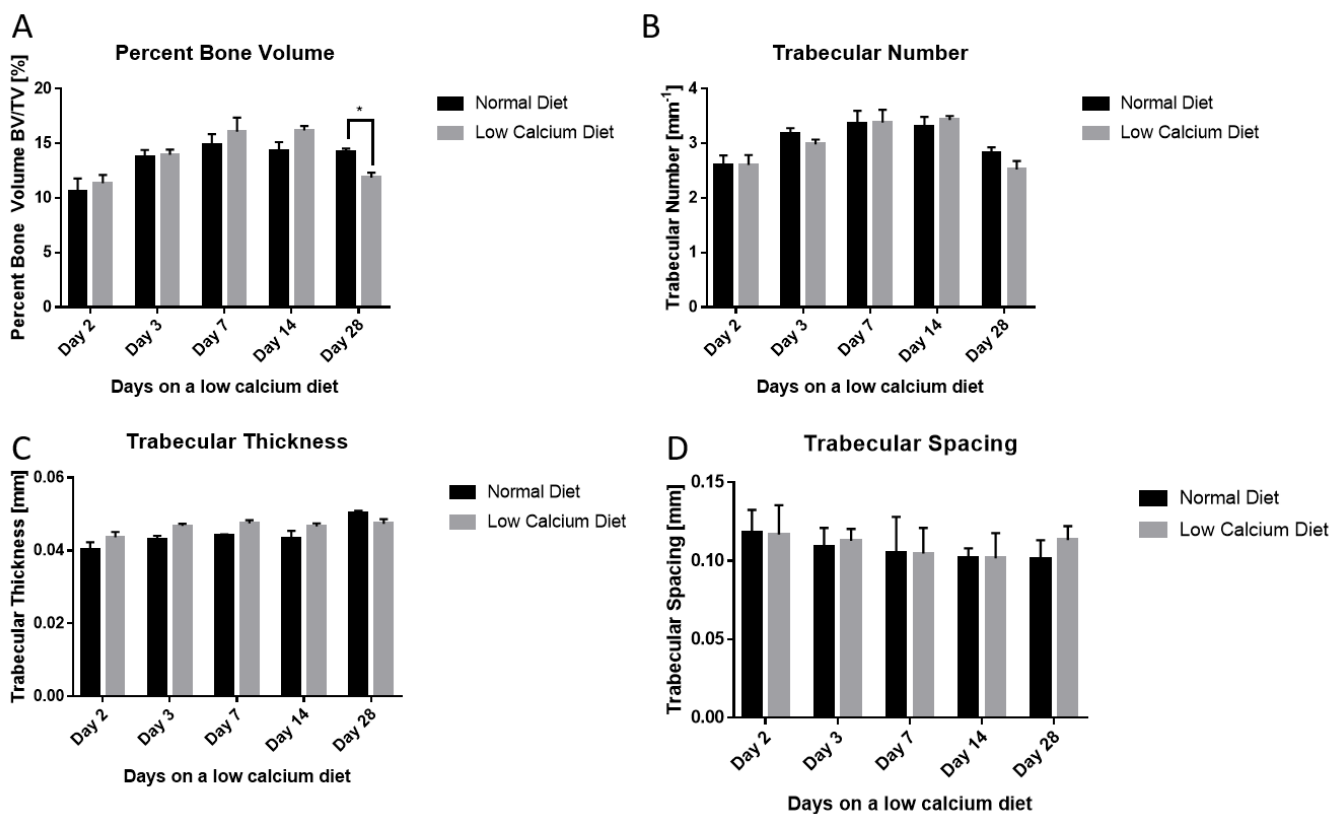 A
Percent Bone Volume
Percent Bone Volume BV/TV [%]
20
15
10
5
0
*
Normal Diet
Low Calcium Diet
Day 2
Day 3
Day 7
Day 14
Day 28
Days on a low calcium diet
B
Trabecular Number
Trabecular Number [mm⁻¹]
4
3
2
1
0
Normal Diet
Low Calcium Diet
Day 2
Day 3
Day 7
Day 14
Day 28
Days on a low calcium diet
C
Trabecular Thickness
Trabecular Thickness [mm]
0.06
0.04
0.02
0.00
Normal Diet
Low Calcium Diet
Day 2
Day 3
Day 7
Day 14
Day 28
Days on a low calcium diet
D
Trabecular Spacing
Trabecular Spacing [mm]
0.15
0.10
0.05
0.00
Normal Diet
Low Calcium Diet
Day 2
Day 3
Day 7
Day 14
Day 28
Days on a low calcium diet